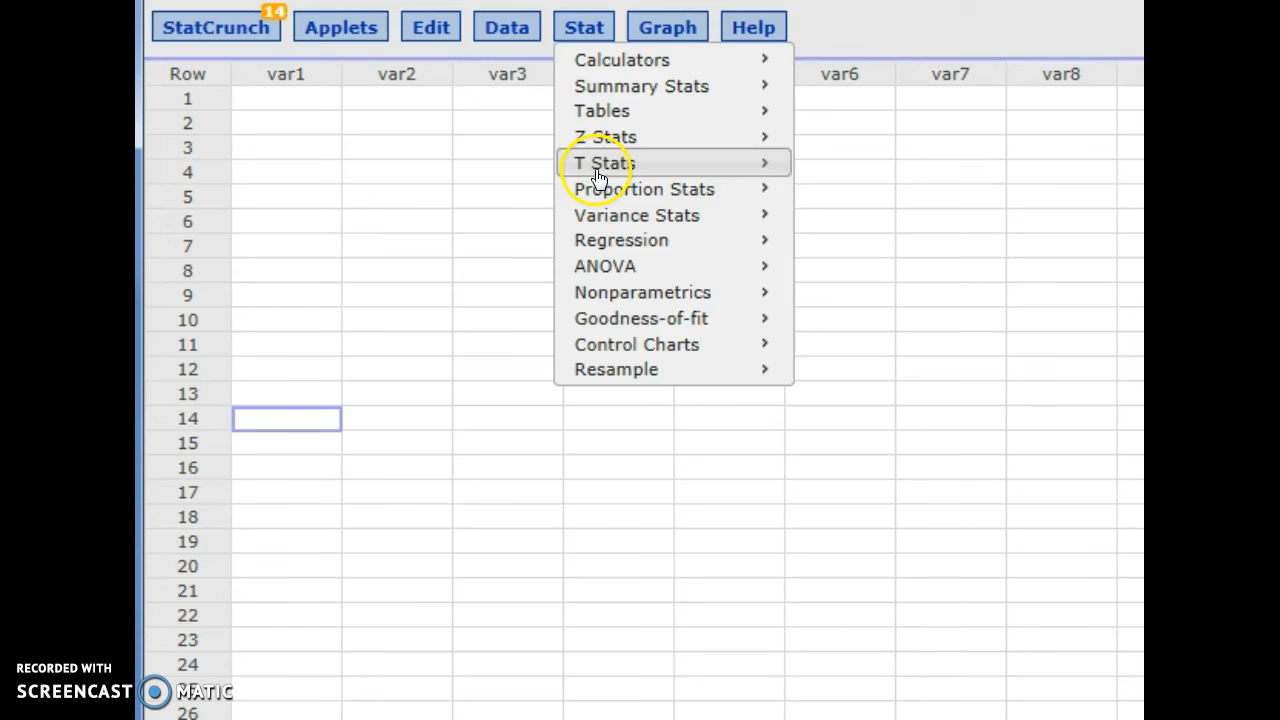 14
StatCrunch Applets Edit Data Stat Graph Help
Row var1 var2 var3 var6 var7 var8
Calculators
Summary Stats
Tables
Z Stats
T Stats
Proportion Stats
Variance Stats
Regression
ANOVA
Nonparametrics
Goodness-of-fit
Control Charts
Resample
1
2
3
4
5
6
7
8
9
10
11
12
13
14
15
16
17
18
19
20
21
22
23
24
26
RECORDED WITH
SCREENCAST MATIC